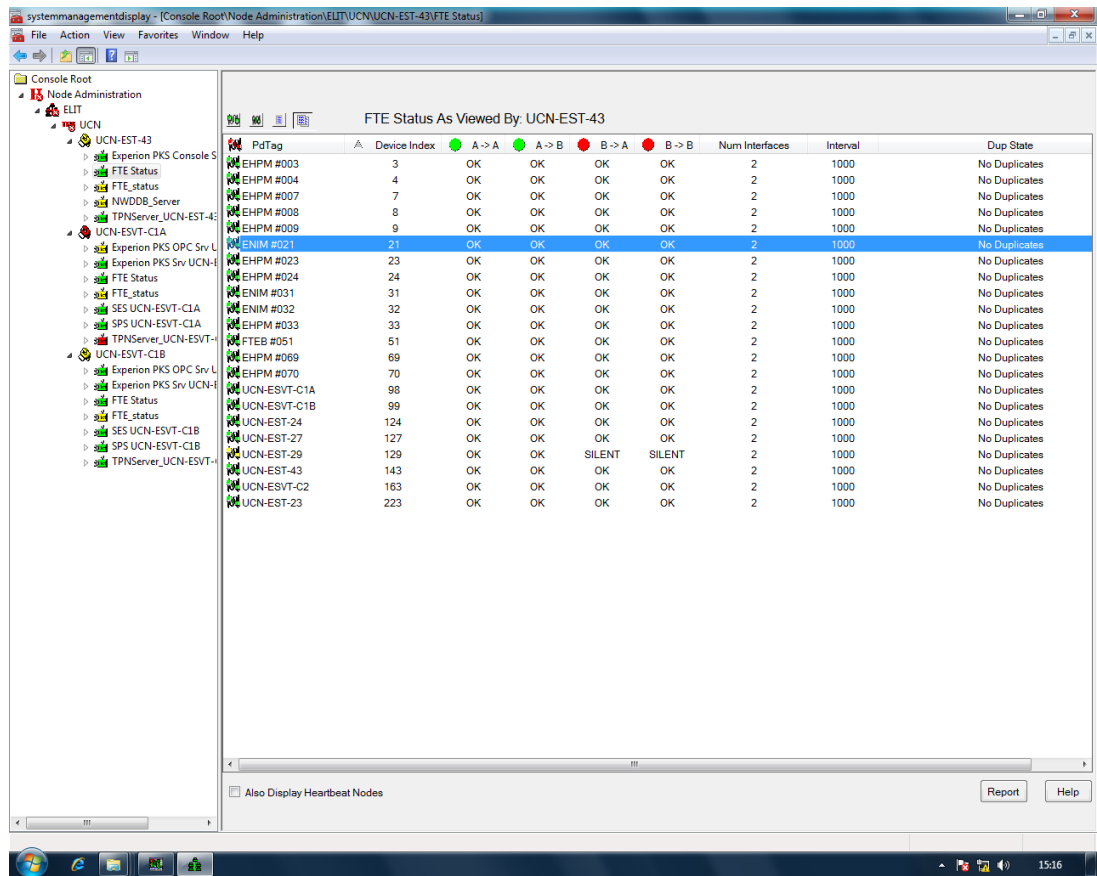 systemmanagementdisplay - [Console Root\Node Administration\ELIT\UCN\UCN-EST-43\FTE Status]
File Action View Favorites Window Help
Console Root
Node Administration
ELIT
UCN
UCN-EST-43
Experion PKS Console S
FTE Status
FTE_status
NWDDB_Server
TPNServer_UCN-EST-43
UCN-ESVT-C1A
Experion PKS OPC Srv U
Experion PKS Srv UCN-E
FTE Status
FTE_status
SES UCN-ESVT-C1A
SPS UCN-ESVT-C1A
TPNServer_UCN-ESVT-
UCN-ESVT-C1B
Experion PKS OPC Srv U
Experion PKS Srv UCN-E
FTE Status
FTE_status
SES UCN-ESVT-C1B
SPS UCN-ESVT-C1B
TPNServer_UCN-ESVT-
FTE Status As Viewed By: UCN-EST-43
PdTag Device Index A -> A A -> B B -> A B -> B Num Interfaces Interval Dup State
EHPM #003 3 OK OK OK OK 2 1000 No Duplicates
EHPM #004 4 OK OK OK OK 2 1000 No Duplicates
EHPM #007 7 OK OK OK OK 2 1000 No Duplicates
EHPM #008 8 OK OK OK OK 2 1000 No Duplicates
EHPM #009 9 OK OK OK OK 2 1000 No Duplicates
ENIM #021 21 OK OK OK OK 2 1000 No Duplicates
EHPM #023 23 OK OK OK OK 2 1000 No Duplicates
EHPM #024 24 OK OK OK OK 2 1000 No Duplicates
ENIM #031 31 OK OK OK OK 2 1000 No Duplicates
ENIM #032 32 OK OK OK OK 2 1000 No Duplicates
EHPM #033 33 OK OK OK OK 2 1000 No Duplicates
FTEB #051 51 OK OK OK OK 2 1000 No Duplicates
EHPM #069 69 OK OK OK OK 2 1000 No Duplicates
EHPM #070 70 OK OK OK OK 2 1000 No Duplicates
UCN-ESVT-C1A 98 OK OK OK OK 2 1000 No Duplicates
UCN-ESVT-C1B 99 OK OK OK OK 2 1000 No Duplicates
UCN-EST-24 124 OK OK OK OK 2 1000 No Duplicates
UCN-EST-27 127 OK OK OK OK 2 1000 No Duplicates
UCN-EST-29 129 OK OK SILENT SILENT 2 1000 No Duplicates
UCN-EST-43 143 OK OK OK OK 2 1000 No Duplicates
UCN-ESVT-C2 163 OK OK OK OK 2 1000 No Duplicates
UCN-EST-23 223 OK OK OK OK 2 1000 No Duplicates
Also Display Heartbeat Nodes
Report Help
15:16